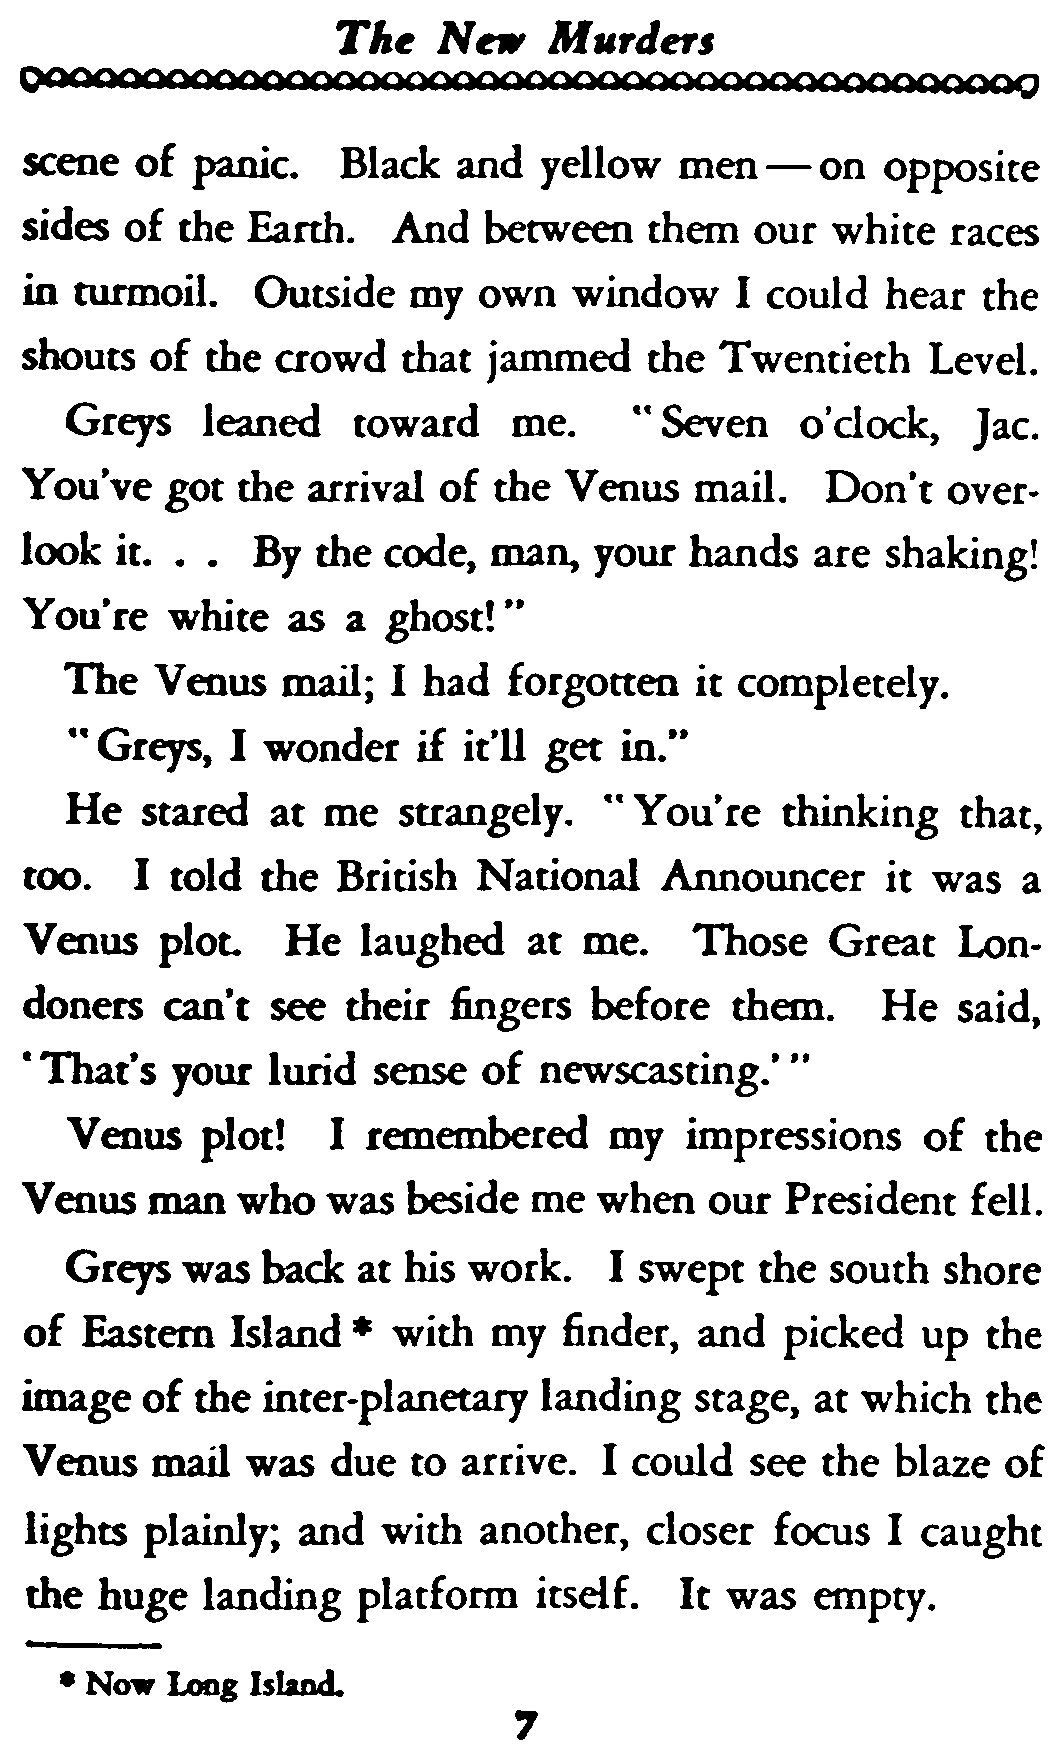 The New Murders
scene of panic. Black and yellow men — on opposite
sides of the Earth. And between them our white races
in turmoil. Outside my own window I could hear the
shouts of the crowd that jammed the Twentieth Level.
Greys leaned toward me. "Seven o'clock, Jac.
You've got the arrival of the Venus mail. Don't over-
look it. . . By the code, man, your hands are shaking!
You're white as a ghost!"
The Venus mail; I had forgotten it completely.
"Greys, I wonder if it'll get in."
He stared at me strangely. "You're thinking that,
too. I told the British National Announcer it was a
Venus plot. He laughed at me. Those Great Lon-
doners can't see their fingers before them. He said,
'That's your lurid sense of newscasting.'"
Venus plot! I remembered my impressions of the
Venus man who was beside me when our President fell.
Greys was back at his work. I swept the south shore
of Eastern Island * with my finder, and picked up the
image of the inter-planetary landing stage, at which the
Venus mail was due to arrive. I could see the blaze of
lights plainly; and with another, closer focus I caught
the huge landing platform itself. It was empty.
* Now Long Island.
7